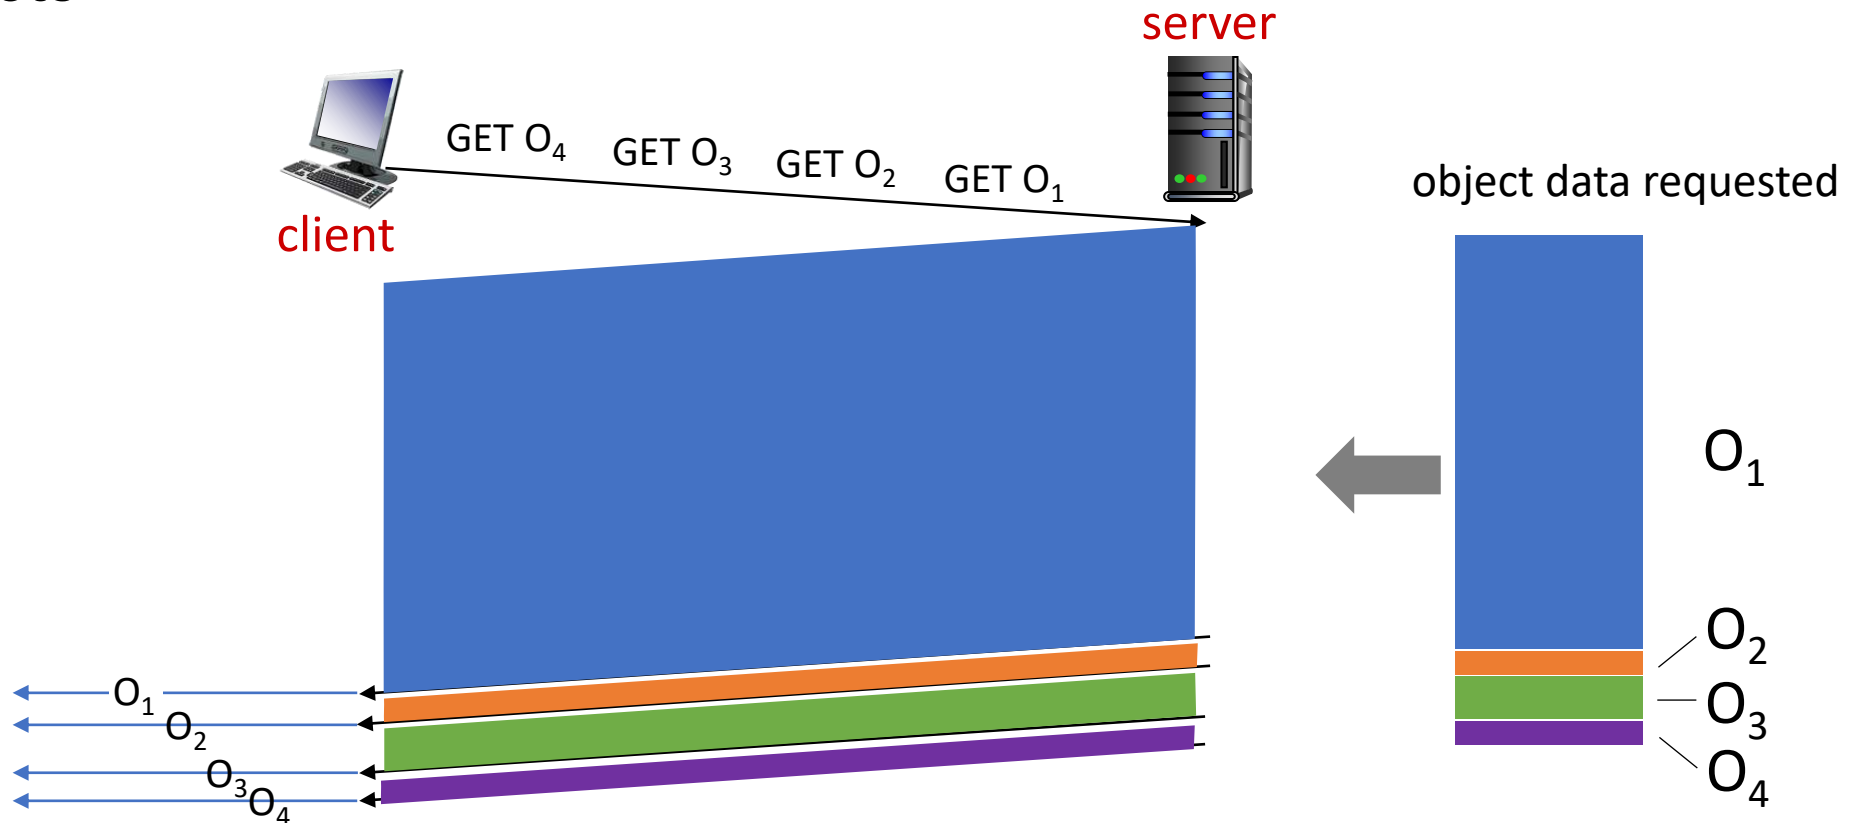 server
GET O₄ GET O₃ GET O₂ GET O₁
client
object data requested
O₁
O₂
O₃
O₄
O₁
O₂
O₃
O₄